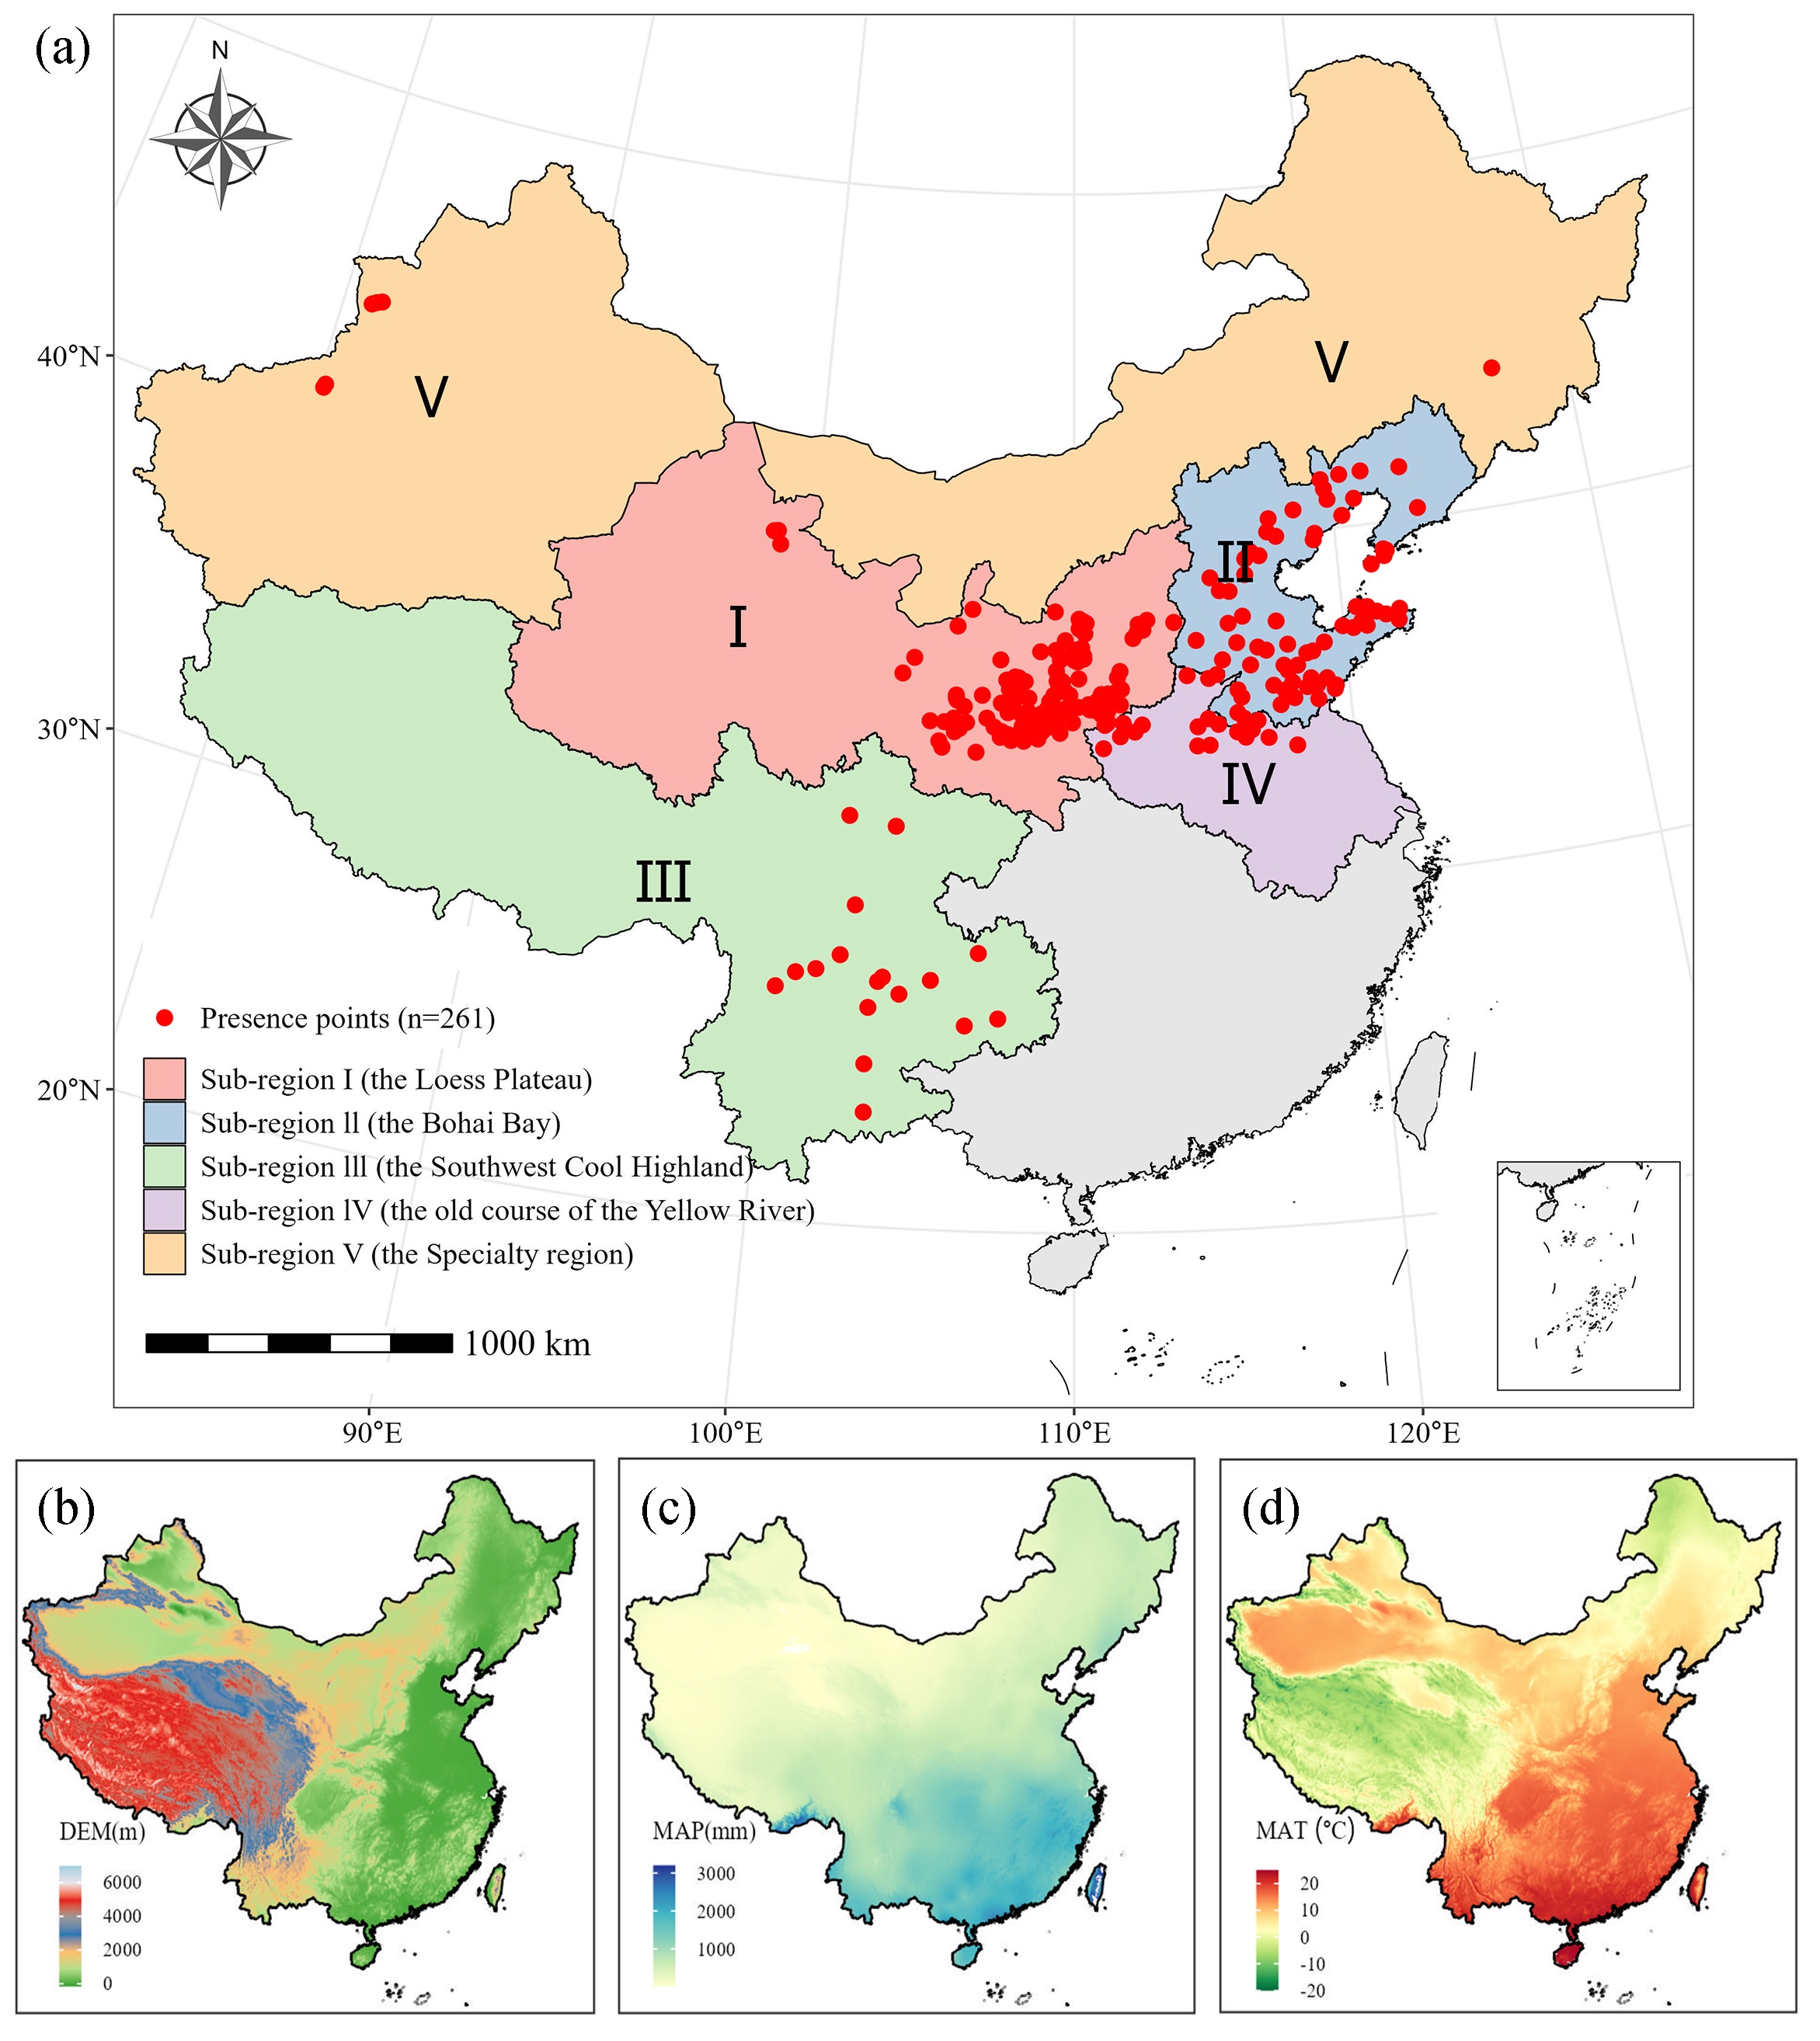 (a)
N
V
V
40°N
II
I
30°N
IV
III
Presence points (n=261)
Sub-region I (the Loess Plateau)
20°N
Sub-region ll (the Bohai Bay)
Sub-region lll (the Southwest Cool Highland)
Sub-region lV (the old course of the Yellow River)
Sub-region V (the Specialty region)
1000 km
90°E
100°E
110°E
120°E
(b)
DEM(m)
6000
4000
2000
0
(c)
MAP(mm)
3000
2000
1000
(d)
MAT (°C)
20
10
0
-10
-20